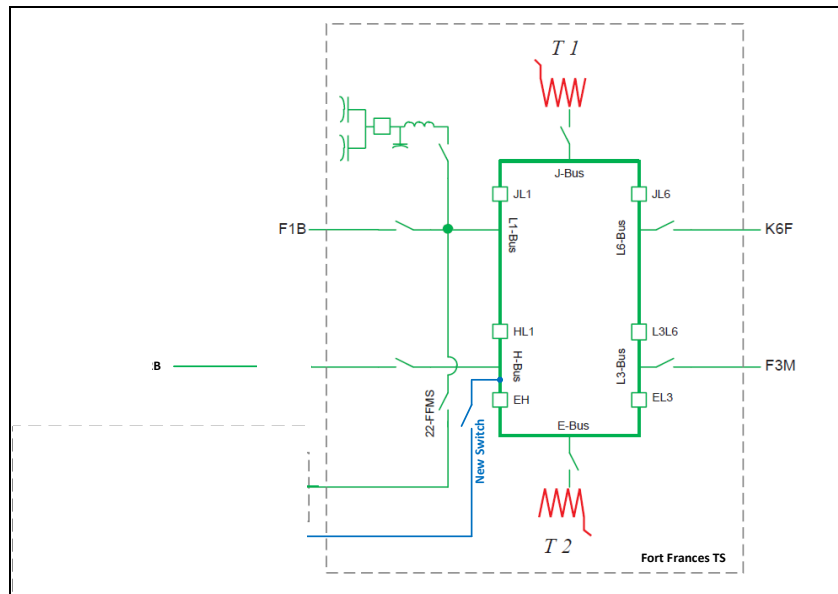 T 1
J-Bus
JL1
JL6
F1B
L1-Bus
L6-Bus
K6F
HL1
L3L6
H-Bus
L3-Bus
F3M
EH
EL3
22-FFMS
New Switch
E-Bus
T 2
Fort Frances TS